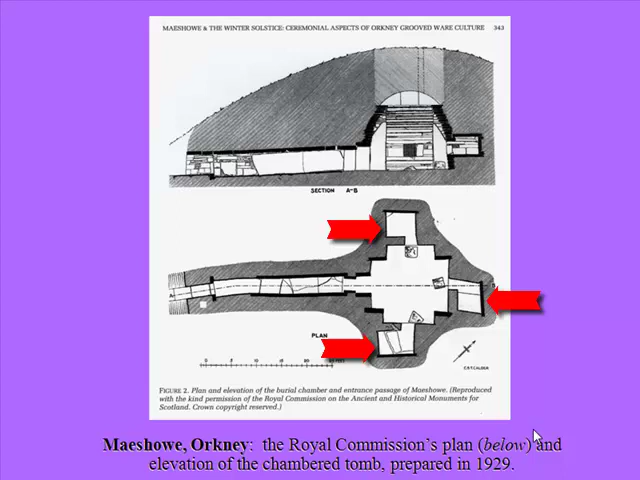 MAESHOWE & THE WINTER SOLSTICE: CEREMONIAL ASPECTS OF ORKNEY GROOVED WARE CULTURE 343
SECTION A-B
PLAN
FIGURE 2. Plan and elevation of the burial chamber and entrance passage of Maeshowe. (Reproduced
with the kind permission of the Royal Commission on the Ancient and Historical Monuments for
Scotland. Crown copyright reserved.)
Maeshowe, Orkney: the Royal Commission's plan (below) and
elevation of the chambered tomb, prepared in 1929.